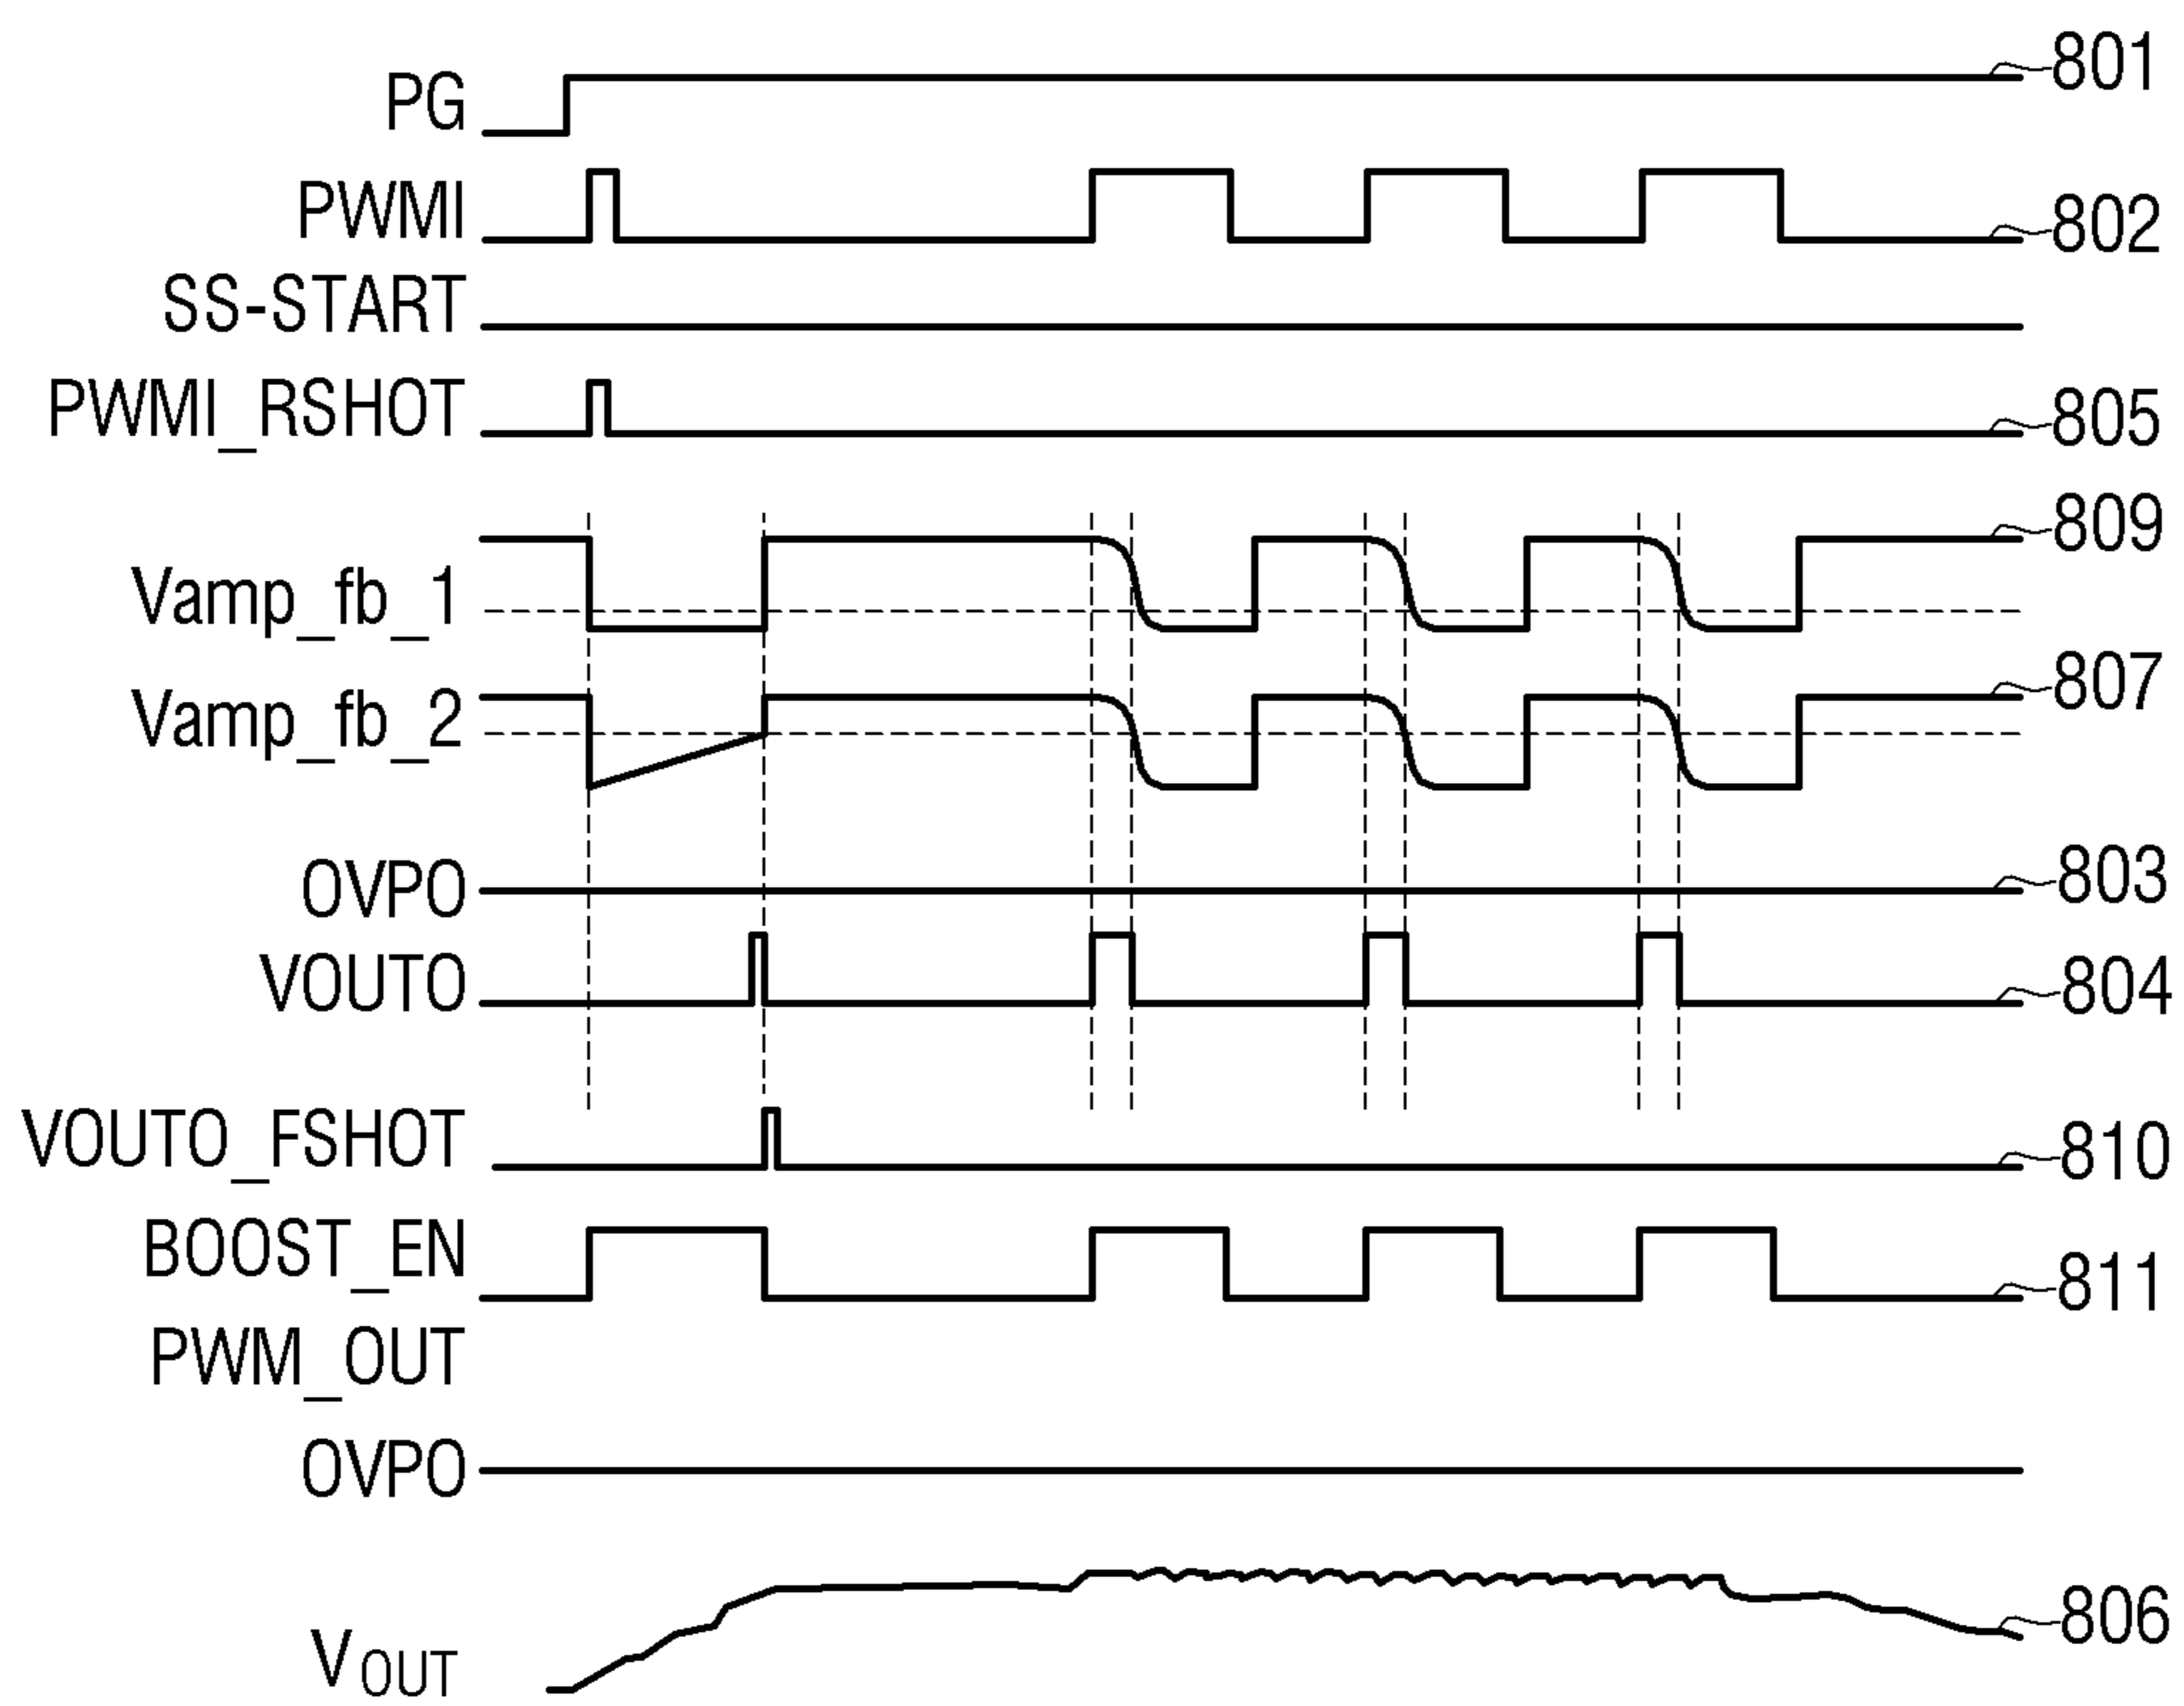 PG 801
PWMI 802
SS-START
PWMI_RSHOT 805
Vamp_fb_1 809
Vamp_fb_2 807
OVPO 803
VOUTO 804
VOUTO_FSHOT 810
BOOST_EN 811
PWM_OUT
OVPO
VOUT 806